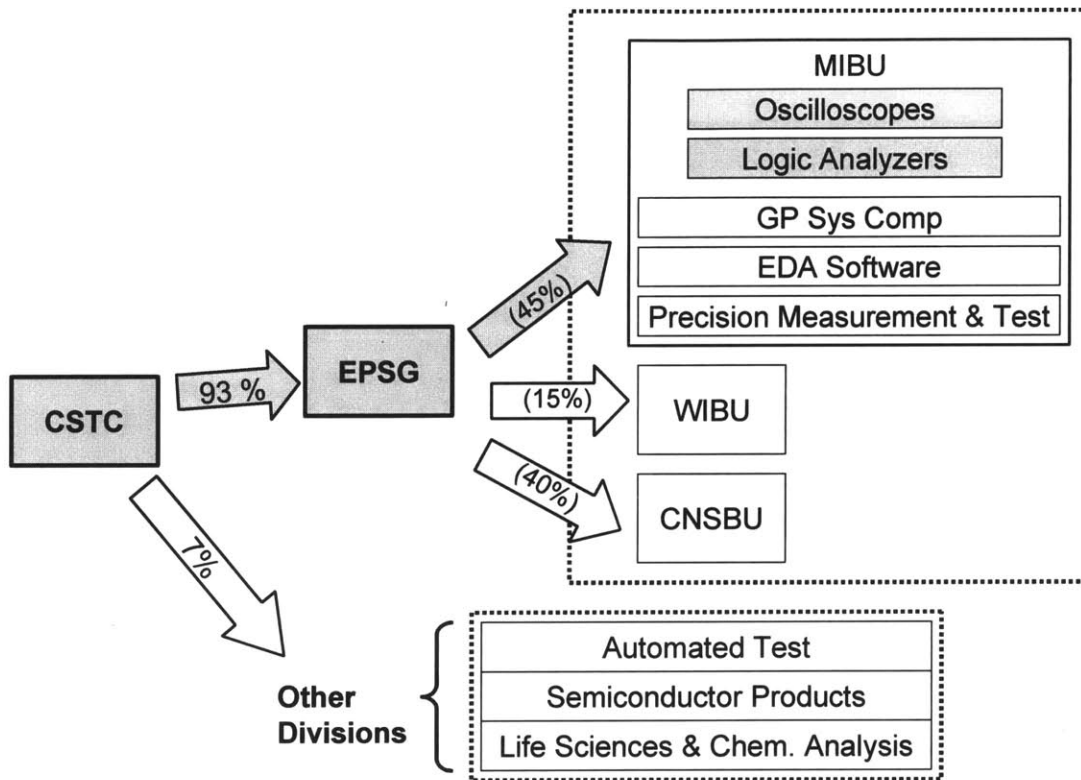 MIBU
Oscilloscopes
Logic Analyzers
GP Sys Comp
EDA Software
Precision Measurement & Test
(45%)
EPSG
93 %
CSTC
(15%)
WIBU
(40%)
CNSBU
7%
Other
Divisions
Automated Test
Semiconductor Products
Life Sciences & Chem. Analysis